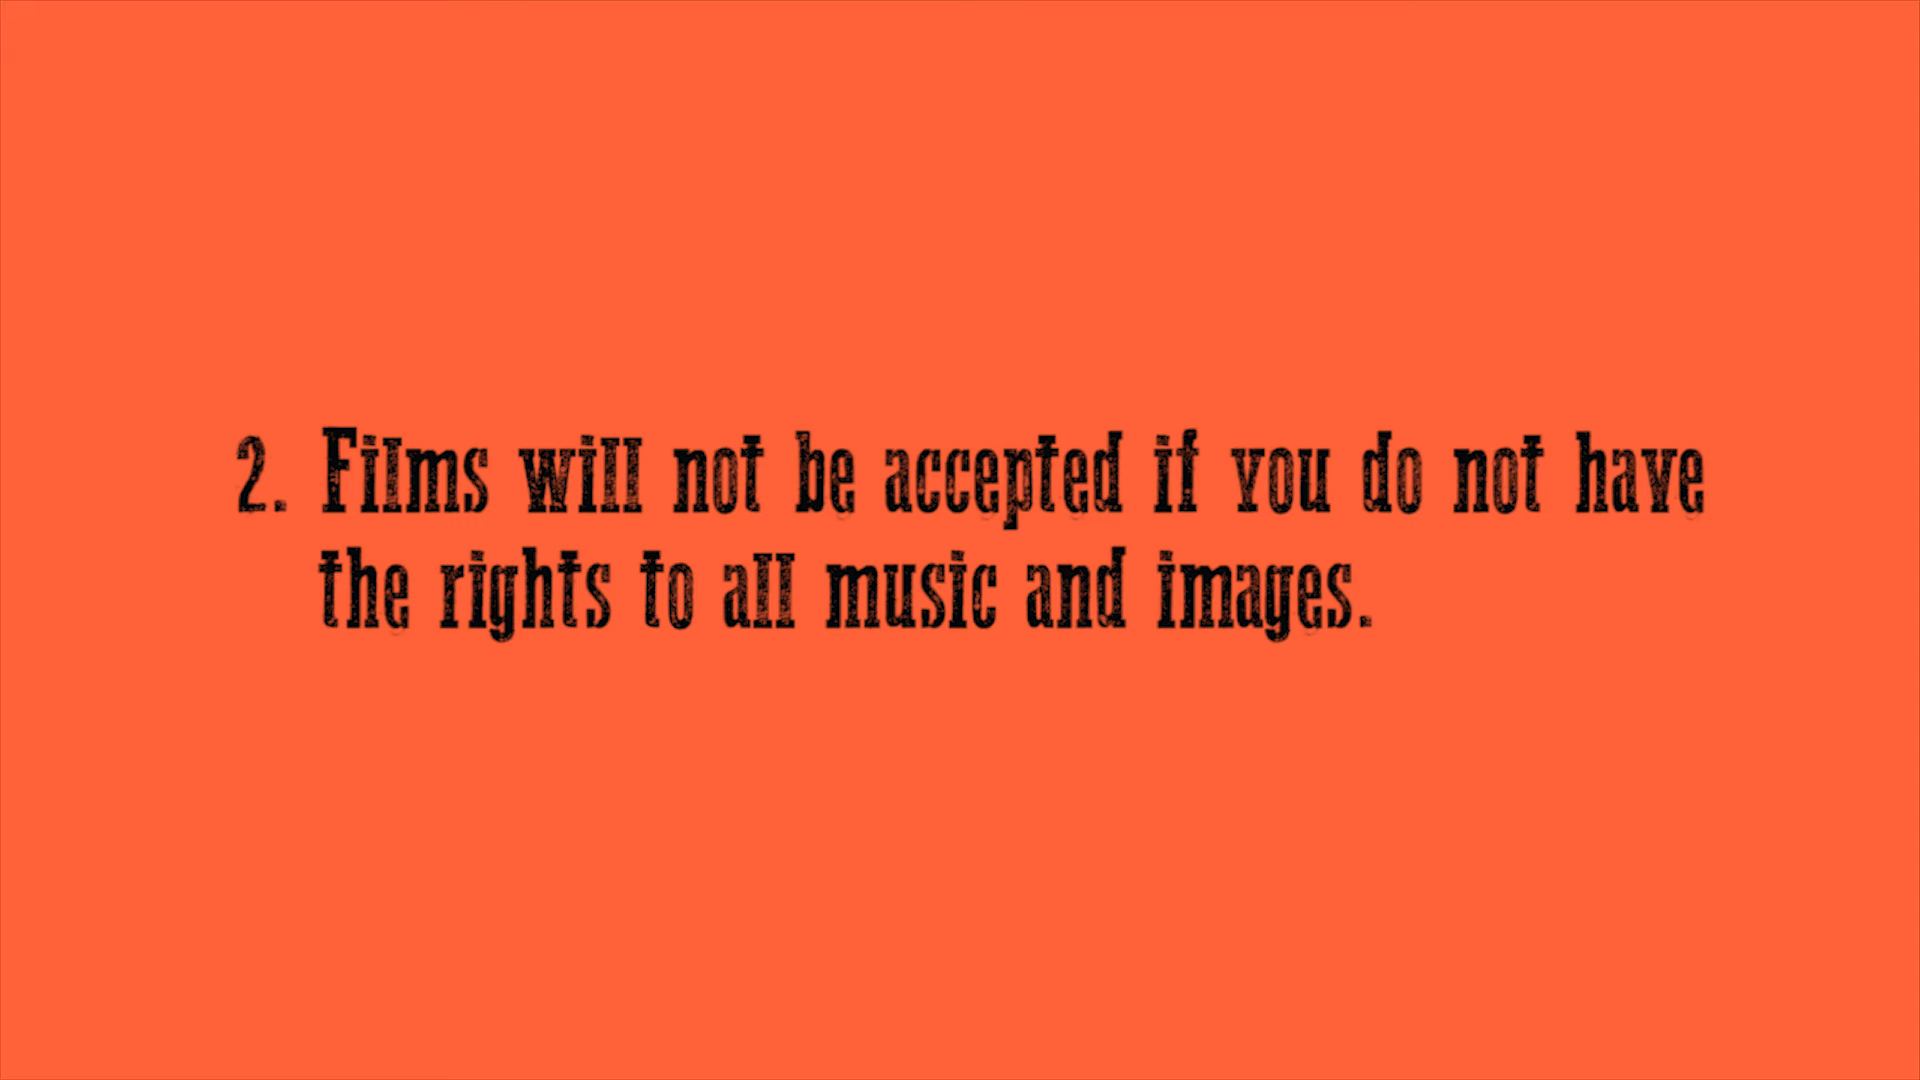 2. Films will not be accepted if you do not have
the rights to all music and images.